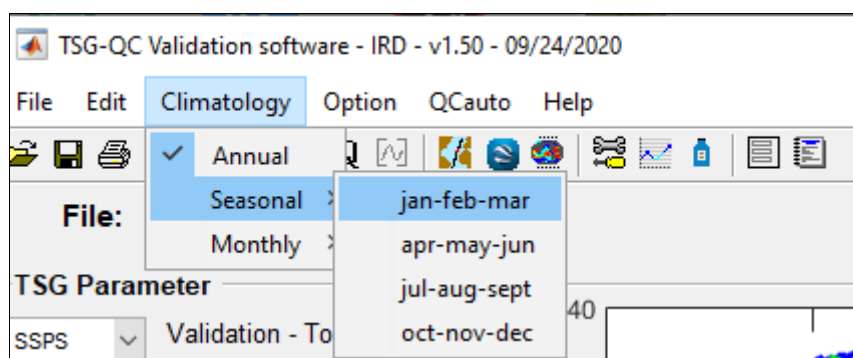 TSG-QC Validation software - IRD - v1.50 - 09/24/2020
File Edit Climatology Option QCauto Help
Annual
Seasonal jan-feb-mar
File:
Monthly apr-may-jun
TSG Parameter jul-aug-sept
40
SSPS Validation - To oct-nov-dec